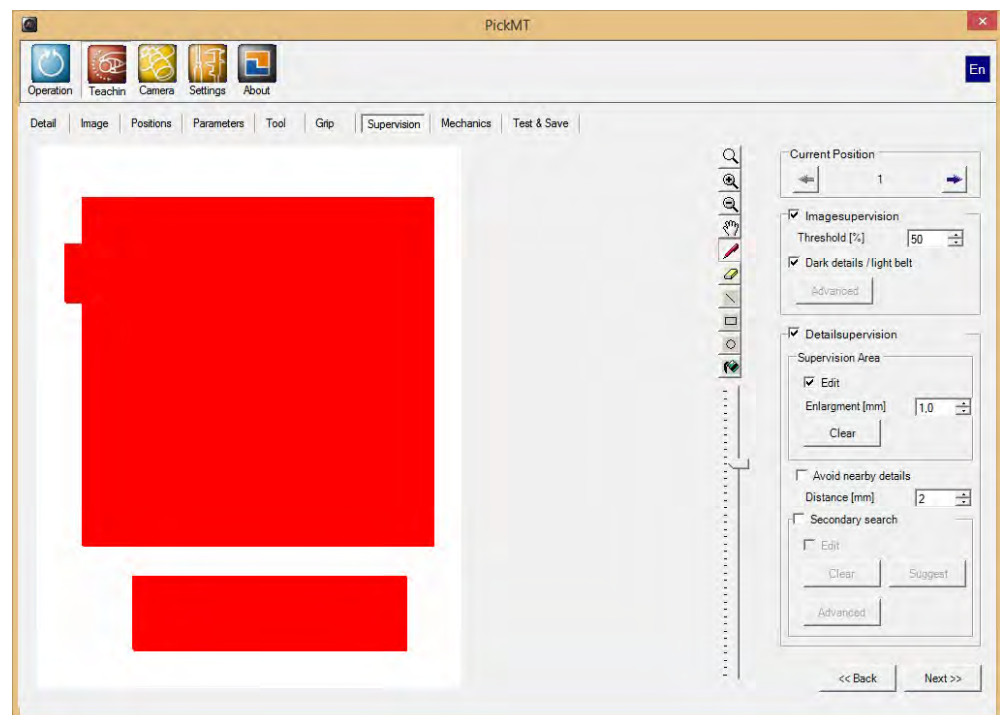 PickMT
Operation Teachin Camera Settings About
En
Detail Image Positions Parameters Tool Grip Supervision Mechanics Test & Save
Current Position
1
Imagesupervision
Threshold [%] 50
Dark details / light belt
Advanced
Detailsupervision
Supervision Area
Edit
Enlargment [mm] 1,0
Clear
Avoid nearby details
Distance [mm] 2
Secondary search
Edit
Clear Suggest
Advanced
<< Back Next >>